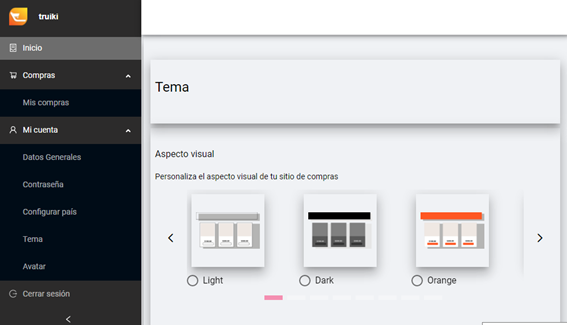 truiki
Inicio
Compras
Mis compras
Mi cuenta
Datos Generales
Contraseña
Configurar país
Tema
Avatar
Cerrar sesión
Tema
Aspecto visual
Personaliza el aspecto visual de tu sitio de compras
Light
Dark
Orange